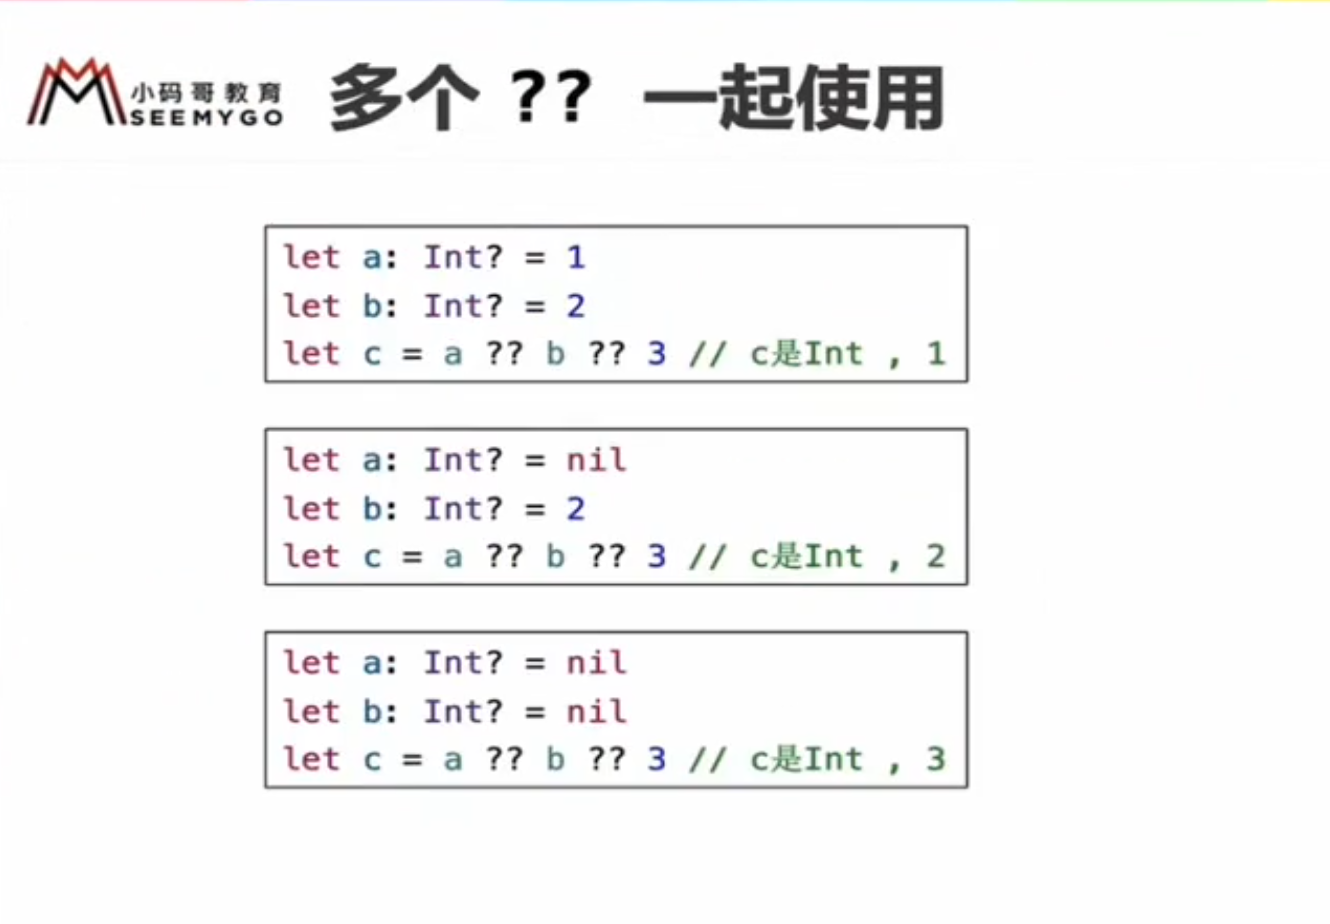 小码哥教育
SEEMYGO
多个 ?? 一起使用
let a: Int? = 1
let b: Int? = 2
let c = a ?? b ?? 3 // c是Int , 1
let a: Int? = nil
let b: Int? = 2
let c = a ?? b ?? 3 // c是Int , 2
let a: Int? = nil
let b: Int? = nil
let c = a ?? b ?? 3 // c是Int , 3